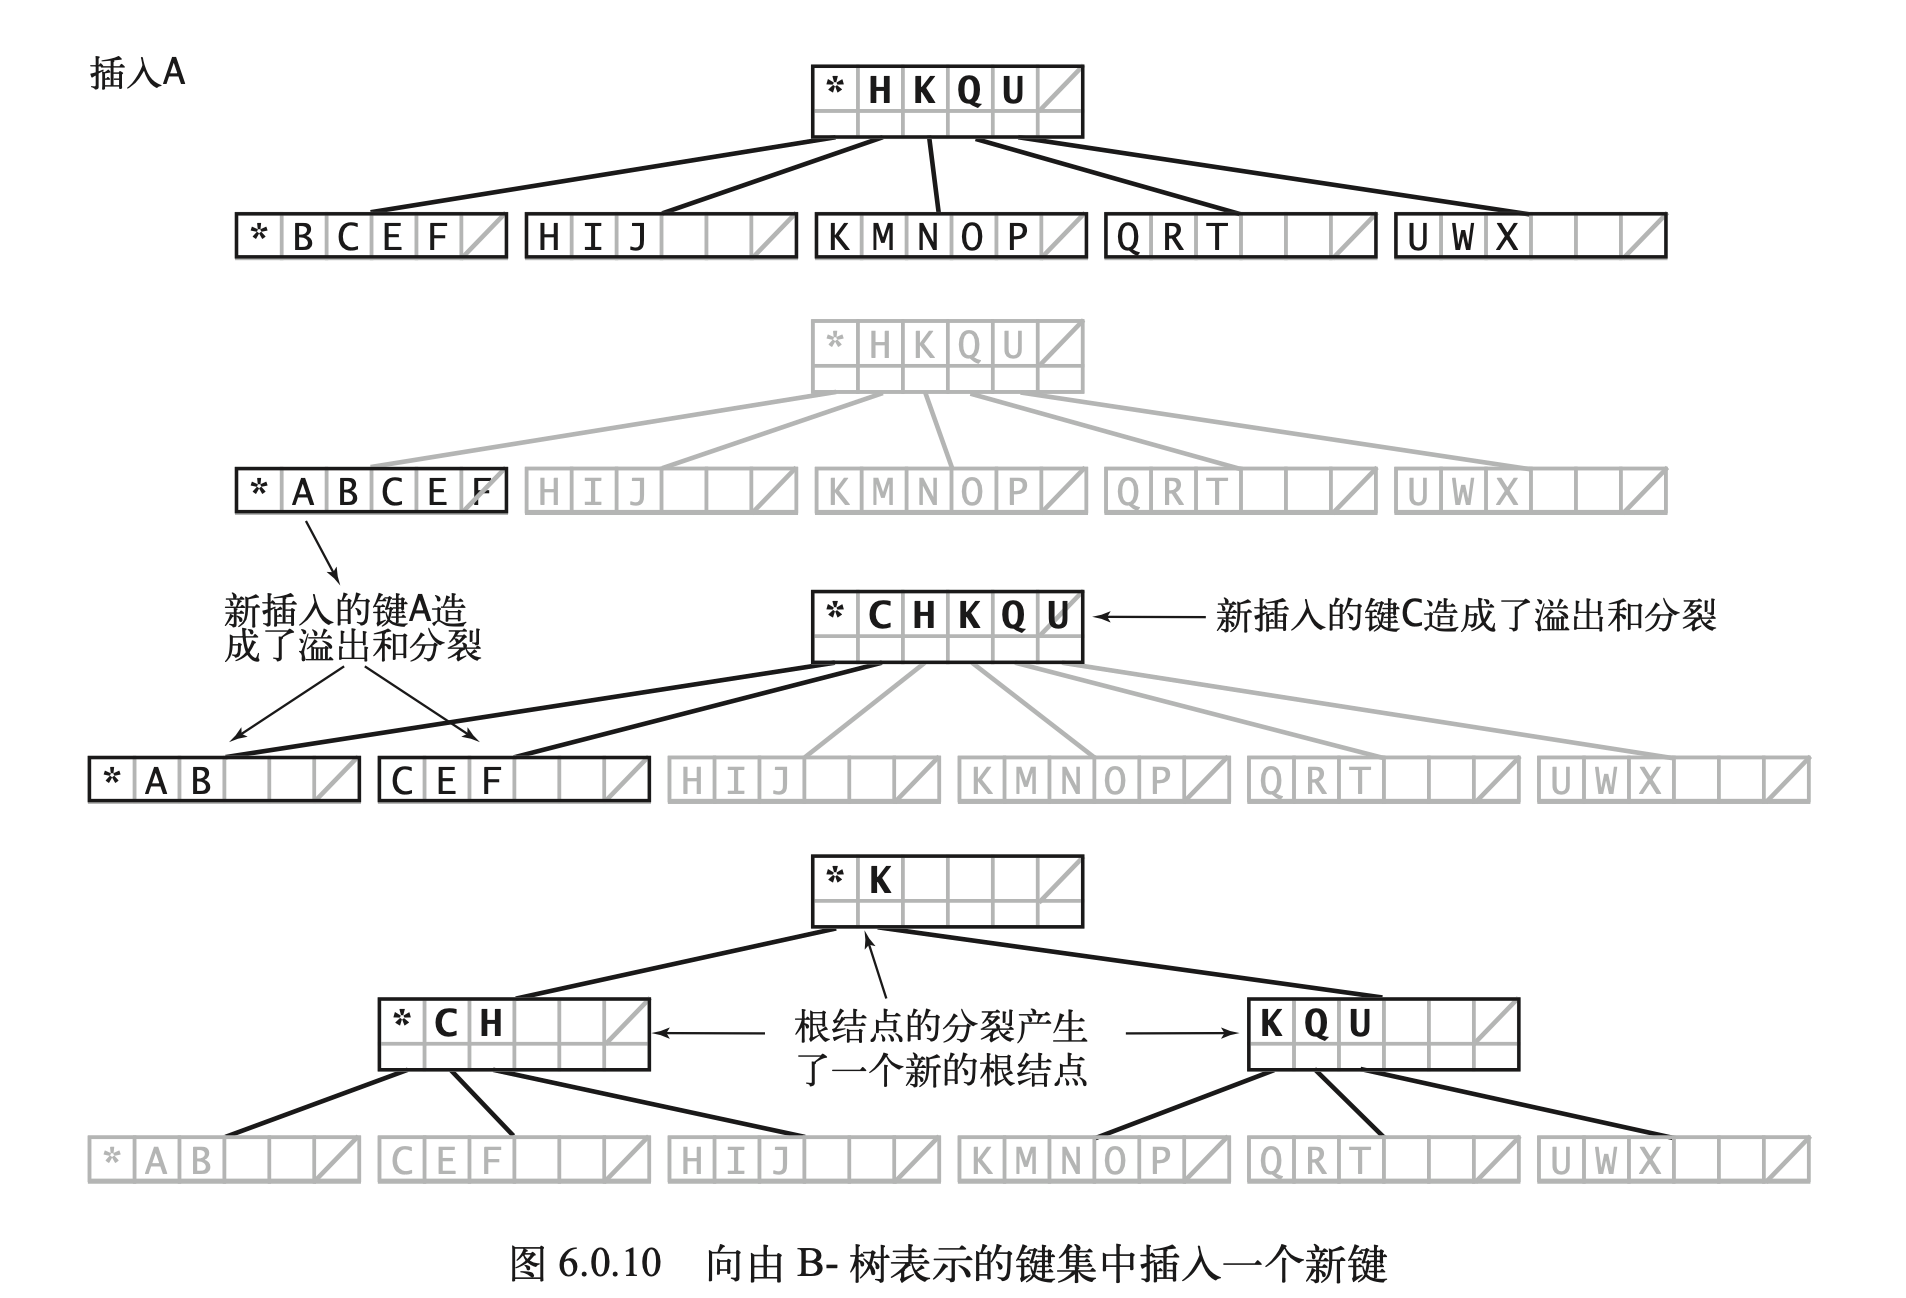 插入A
* H K Q U
* B C E F
H I J
K M N O P
Q R T
U W X
* H K Q U
* A B C E F
H I J
K M N O P
Q R T
U W X
新插入的键A造
成了溢出和分裂
* C H K Q U
新插入的键C造成了溢出和分裂
* A B
C E F
H I J
K M N O P
Q R T
U W X
* K
* C H
根结点的分裂产生
了一个新的根结点
K Q U
* A B
C E F
H I J
K M N O P
Q R T
U W X
图 6.0.10 向由 B- 树表示的键集中插入一个新键